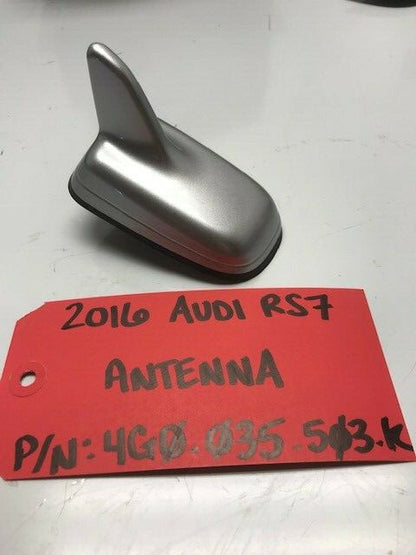 2016 AUDI RS7
ANTENNA
P/N: 4G0.035.503.K